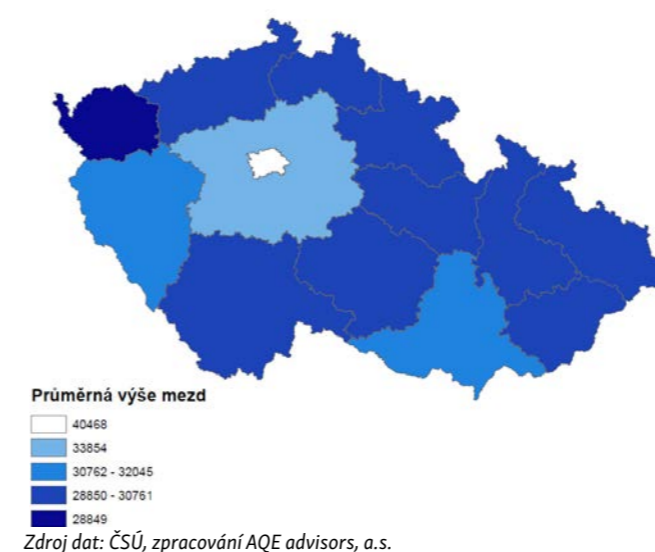 Průměrná výše mezd
40468
33854
30762 - 32045
28850 - 30761
28849
Zdroj dat: ČSÚ, zpracování AQE advisors, a.s.